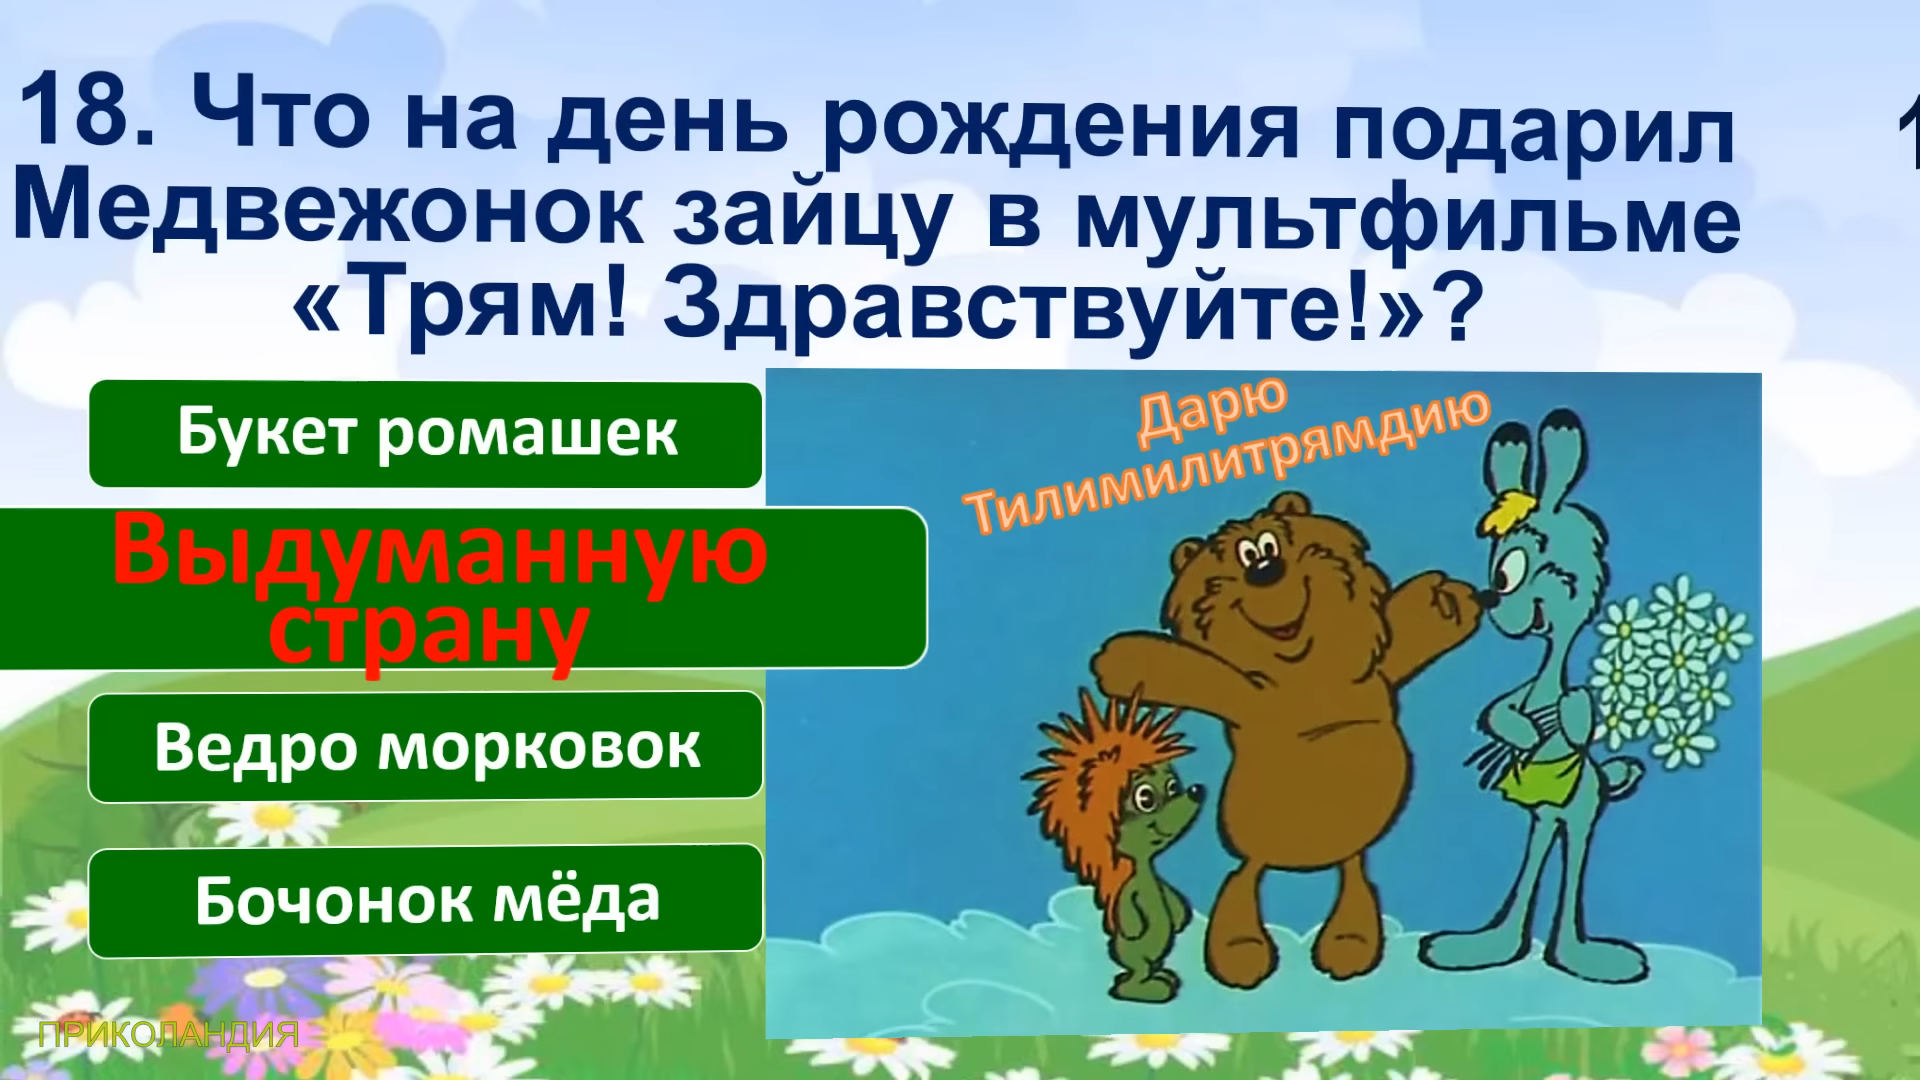 18. Что на день рождения подарил
Медвежонок зайцу в мультфильме
«Трям! Здравствуйте!»?
Букет ромашек
Выдуманную
страну
Ведро морковок
Бочонок мёда
Дарю
Тилимилитрямдию
ПРИКОЛАНДИЯ